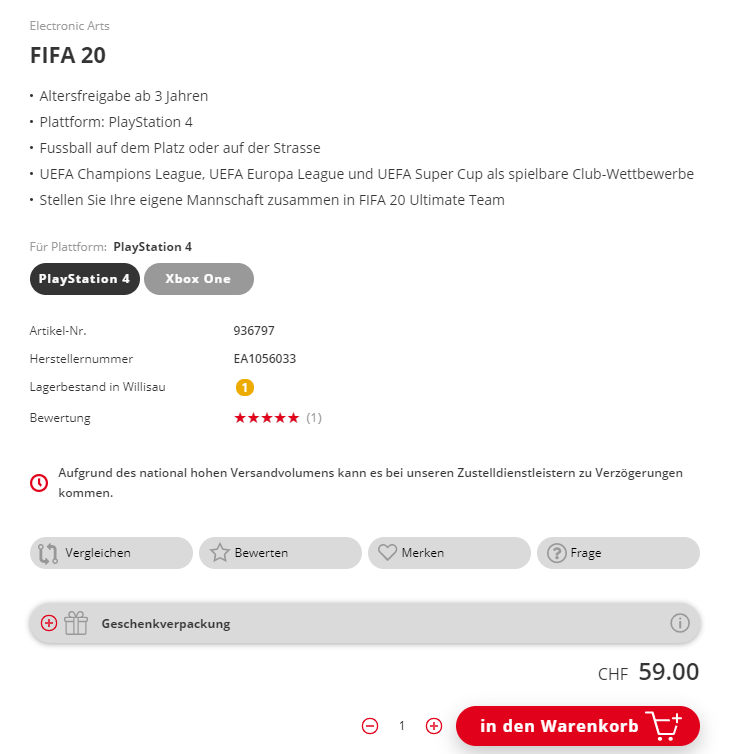 Electronic Arts
FIFA 20
• Altersfreigabe ab 3 Jahren
• Plattform: PlayStation 4
• Fussball auf dem Platz oder auf der Strasse
• UEFA Champions League, UEFA Europa League und UEFA Super Cup als spielbare Club-Wettbewerbe
• Stellen Sie Ihre eigene Mannschaft zusammen in FIFA 20 Ultimate Team
Für Plattform: PlayStation 4
PlayStation 4 Xbox One
Artikel-Nr. 936797
Herstellernummer EA1056033
Lagerbestand in Willisau 1
Bewertung ★★★★★ (1)
Aufgrund des national hohen Versandvolumens kann es bei unseren Zustelldienstleistern zu Verzögerungen
kommen.
Vergleichen Bewerten Merken Frage
Geschenkverpackung
CHF 59.00
1 in den Warenkorb